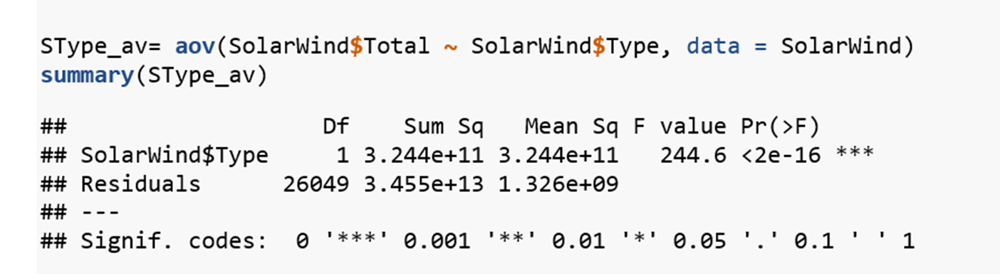 SType_av= aov(SolarWind$Total ~ SolarWind$Type, data = SolarWind)
summary(SType_av)
##                   Df    Sum Sq   Mean Sq F value Pr(>F)
## SolarWind$Type     1 3.244e+11 3.244e+11   244.6 <2e-16 ***
## Residuals      26049 3.455e+13 1.326e+09
## ---
## Signif. codes:  0 '***' 0.001 '**' 0.01 '*' 0.05 '.' 0.1 ' ' 1